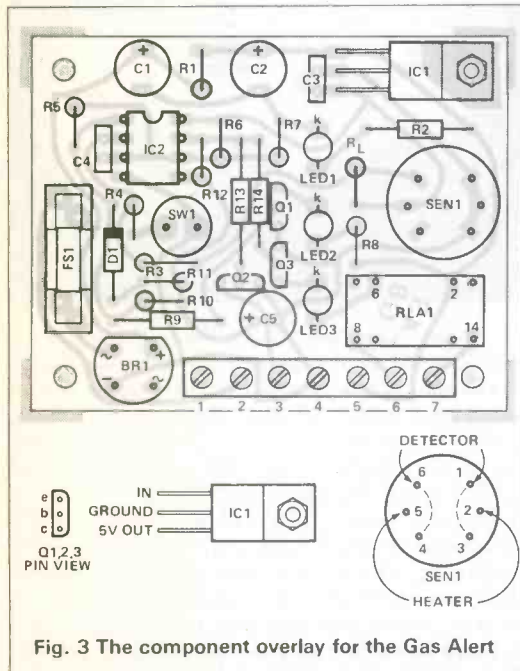 C1
R1
C2
C3
IC1
R5
R6
R7
k
R2
C4
IC2
LED1
RL
R4
R12
R13
R14
Q1
k
SEN1
SW1
LED2
FS1
D1
R3
R11
Q3
R8
k
R10
Q2
6
2
R9
C5
LED3
8
RLA1
14
BR1
1 2 3 4 5 6 7
DETECTOR
e
b
c
Q1,2,3
PIN VIEW
IN
GROUND
5V OUT
IC1
6 1
5 2
4 3
SEN1
HEATER
Fig. 3 The component overlay for the Gas Alert